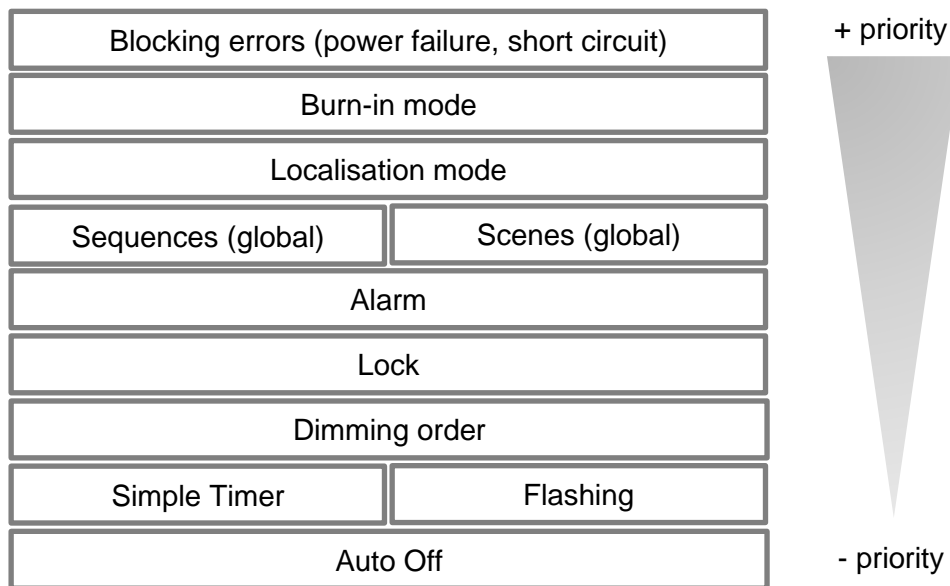 Blocking errors (power failure, short circuit)
+ priority
Burn-in mode
Localisation mode
Sequences (global)
Scenes (global)
Alarm
Lock
Dimming order
Simple Timer
Flashing
Auto Off
- priority